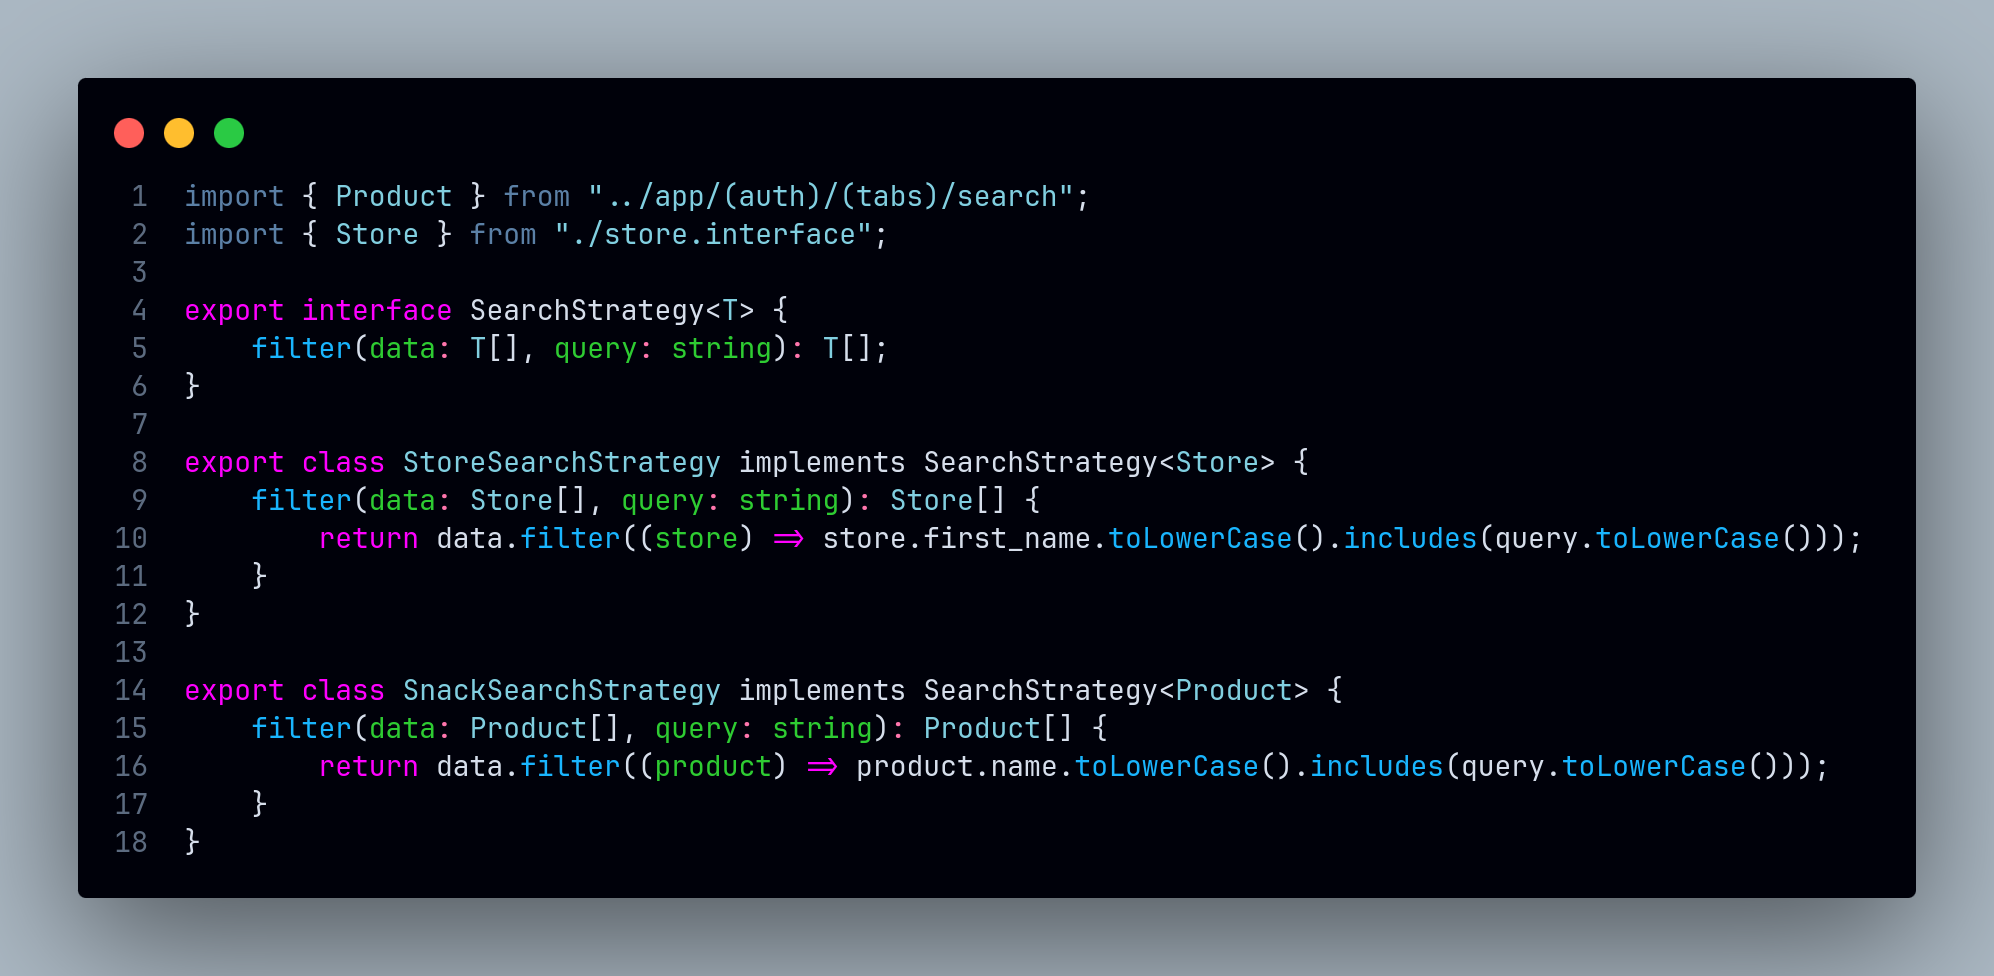 1 import { Product } from "../app/(auth)/(tabs)/search";
2 import { Store } from "./store.interface";
3
4 export interface SearchStrategy<T> {
5     filter(data: T[], query: string): T[];
6 }
7
8 export class StoreSearchStrategy implements SearchStrategy<Store> {
9     filter(data: Store[], query: string): Store[] {
10         return data.filter((store) => store.first_name.toLowerCase().includes(query.toLowerCase()));
11     }
12 }
13
14 export class SnackSearchStrategy implements SearchStrategy<Product> {
15     filter(data: Product[], query: string): Product[] {
16         return data.filter((product) => product.name.toLowerCase().includes(query.toLowerCase()));
17     }
18 }